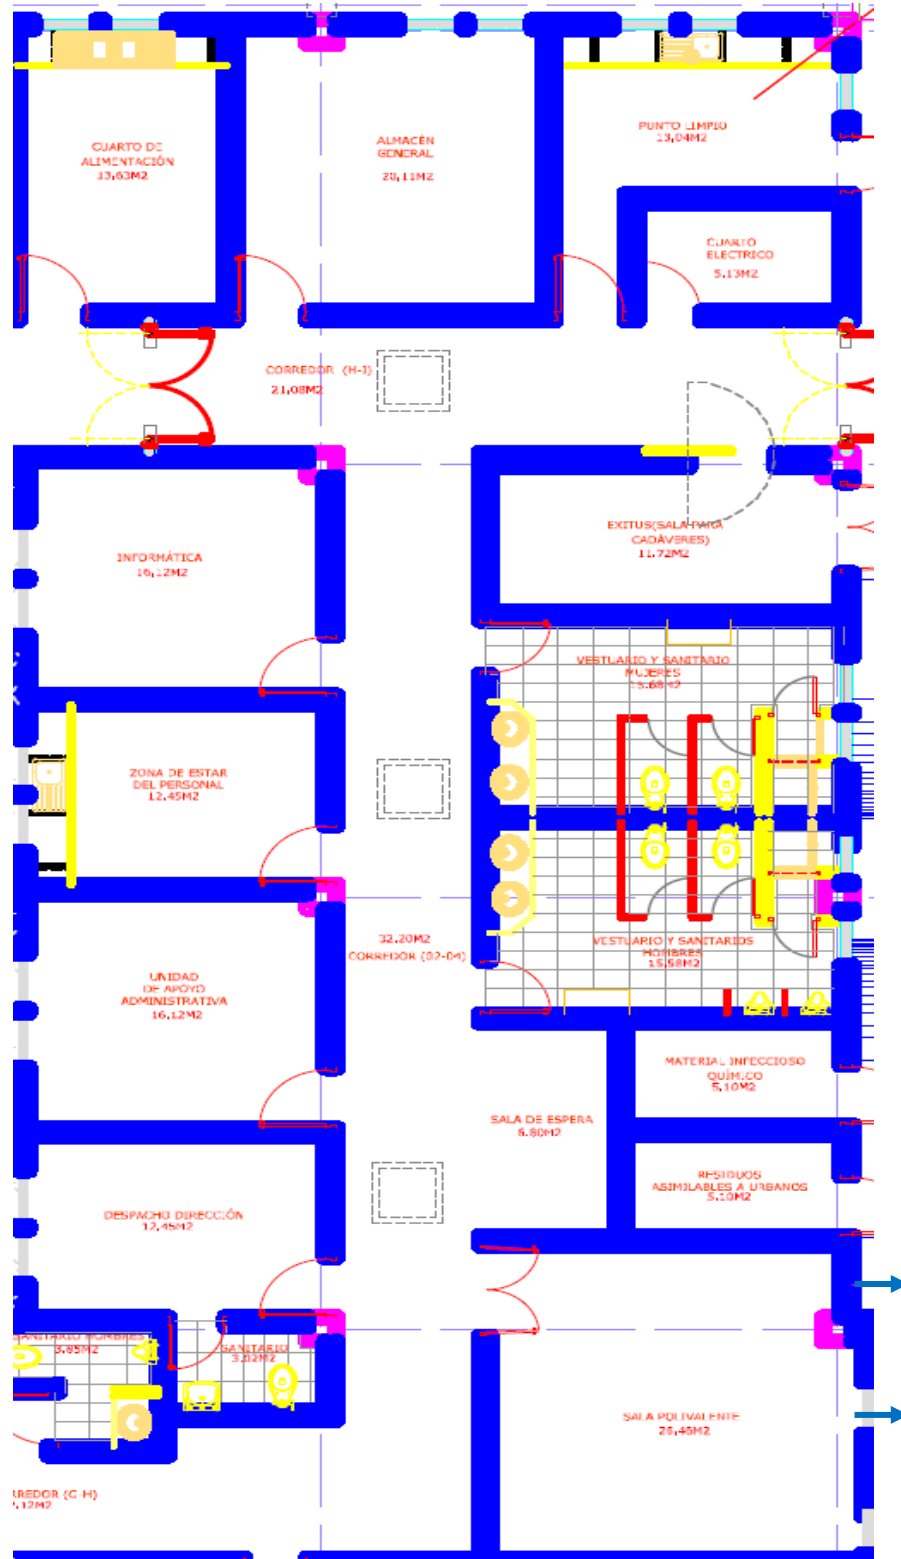 CUARTO DE
ALIMENTACIÓN
13,63M2
ALMACÉN
GENERAL
20,11M2
PUNTO LIMPIO
13,04M2
CUARTO
ELECTRICO
5,13M2
CORREDOR (H-I)
21,08M2
INFORMÁTICA
16,12M2
EXITUS(SALA PARA
CADÁVERES)
11,72M2
VESTUARIO Y SANITARIO
MUJERES
15,68M2
ZONA DE ESTAR
DEL PERSONAL
12,45M2
32,20M2
CORREDOR (02-04)
VESTUARIO Y SANITARIOS
HOMBRES
15,58M2
UNIDAD
DE APOYO
ADMINISTRATIVA
16,12M2
MATERIAL INFECCIOSO
QUÍMICO
5,10M2
SALA DE ESPERA
6,80M2
RESIDUOS
ASIMILABLES A URBANOS
5,10M2
DESPACHO DIRECCIÓN
12,45M2
SANITARIO HOMBRES
3,85M2
SANITARIO
3,02M2
SALA POLIVALENTE
26,46M2
RREDOR (G-H)
,12M2